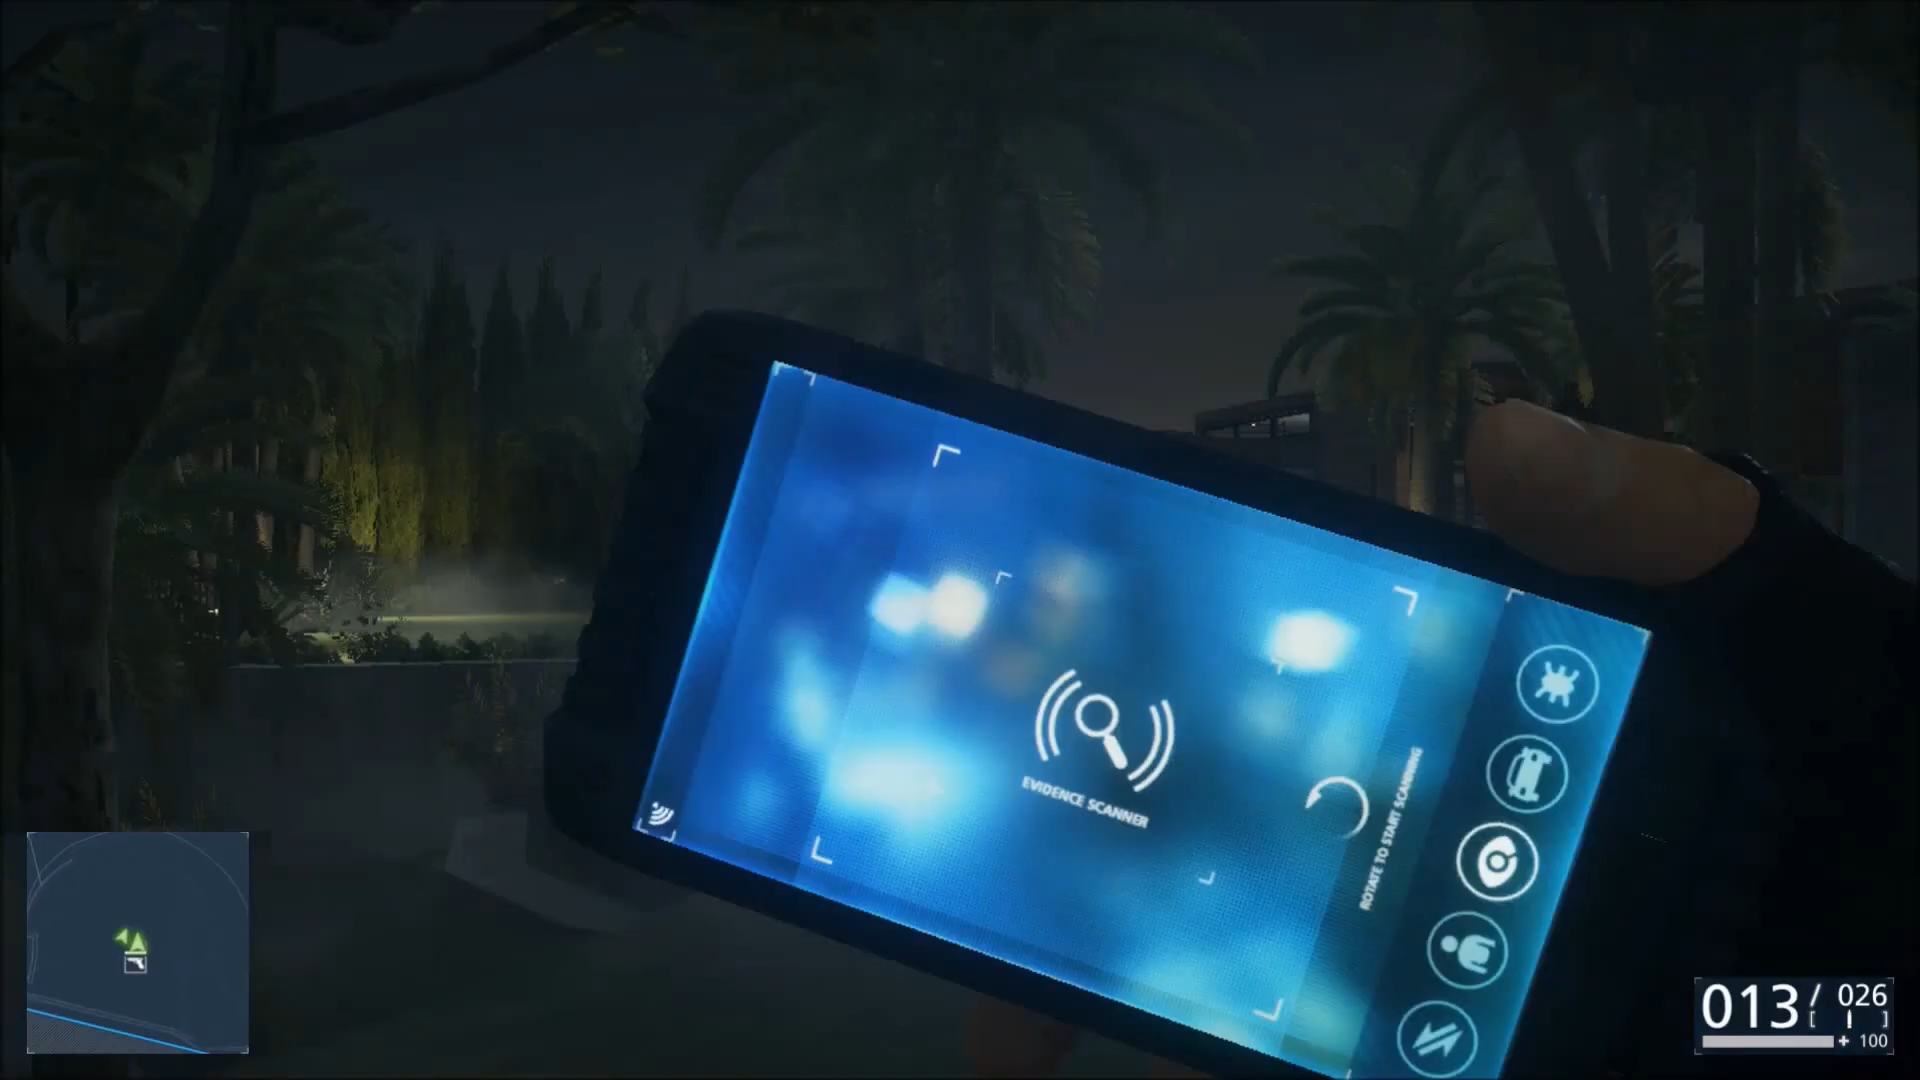 EVIDENCE SCANNER
ROTATE TO START SCANNING
013 / 026
[ | ]
+ 100